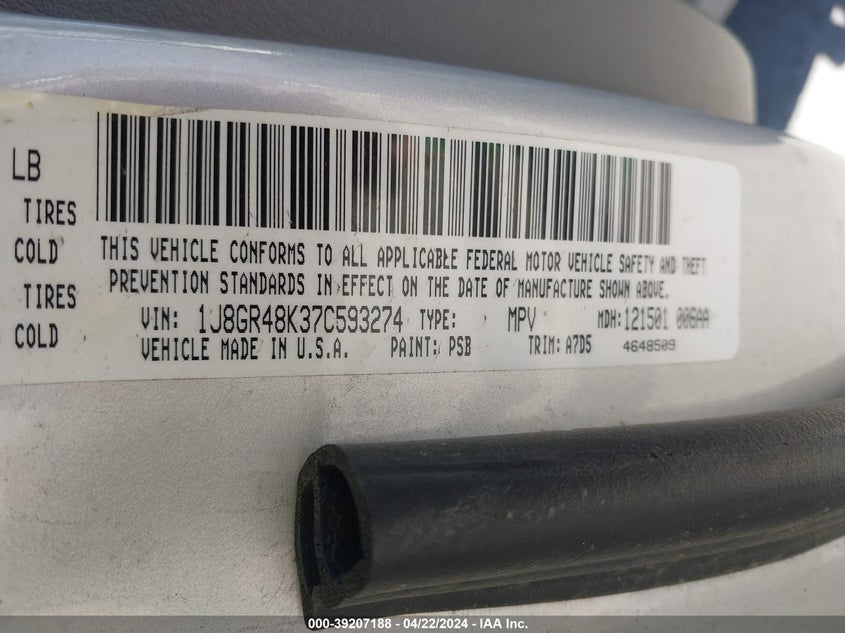 LB
TIRES
COLD
TIRES
COLD
THIS VEHICLE CONFORMS TO ALL APPLICABLE FEDERAL MOTOR VEHICLE SAFETY AND THEFT
PREVENTION STANDARDS IN EFFECT ON THE DATE OF MANUFACTURE SHOWN ABOVE.
VIN: 1J8GR48K37C593274 TYPE: MPV MDH:121501 006AA
VEHICLE MADE IN U.S.A. PAINT: PSB TRIM: A7D5 4648509
000-39207188 - 04/22/2024 - IAA Inc.